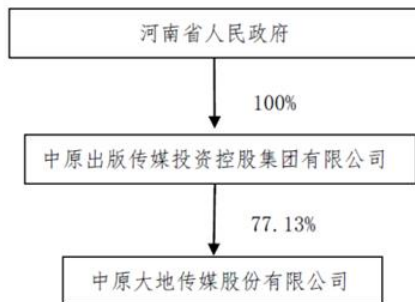 河南省人民政府
100%
中原出版传媒投资控股集团有限公司
77.13%
中原大地传媒股份有限公司